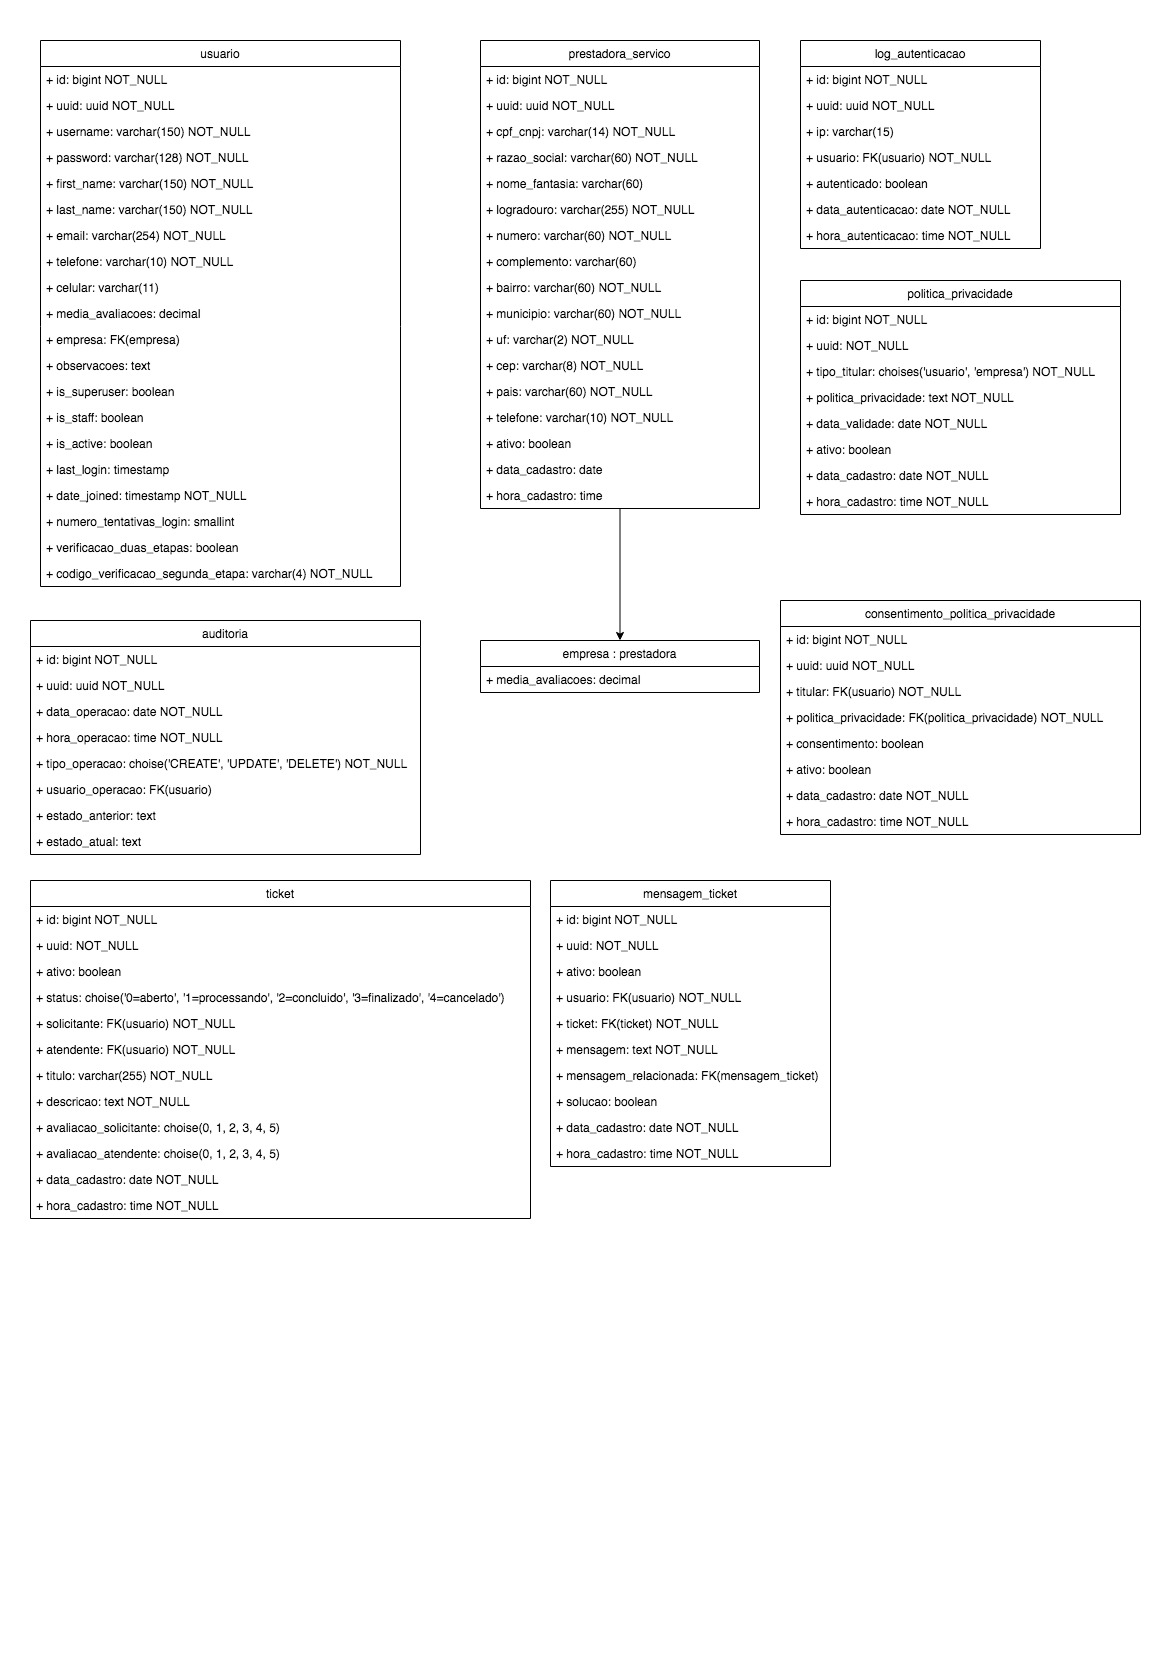 usuario
+ id: bigint NOT_NULL
+ uuid: uuid NOT_NULL
+ username: varchar(150) NOT_NULL
+ password: varchar(128) NOT_NULL
+ first_name: varchar(150) NOT_NULL
+ last_name: varchar(150) NOT_NULL
+ email: varchar(254) NOT_NULL
+ telefone: varchar(10) NOT_NULL
+ celular: varchar(11)
+ media_avaliacoes: decimal
+ empresa: FK(empresa)
+ observacoes: text
+ is_superuser: boolean
+ is_staff: boolean
+ is_active: boolean
+ last_login: timestamp
+ date_joined: timestamp NOT_NULL
+ numero_tentativas_login: smallint
+ verificacao_duas_etapas: boolean
+ codigo_verificacao_segunda_etapa: varchar(4) NOT_NULL
prestadora_servico
+ id: bigint NOT_NULL
+ uuid: uuid NOT_NULL
+ cpf_cnpj: varchar(14) NOT_NULL
+ razao_social: varchar(60) NOT_NULL
+ nome_fantasia: varchar(60)
+ logradouro: varchar(255) NOT_NULL
+ numero: varchar(60) NOT_NULL
+ complemento: varchar(60)
+ bairro: varchar(60) NOT_NULL
+ municipio: varchar(60) NOT_NULL
+ uf: varchar(2) NOT_NULL
+ cep: varchar(8) NOT_NULL
+ pais: varchar(60) NOT_NULL
+ telefone: varchar(10) NOT_NULL
+ ativo: boolean
+ data_cadastro: date
+ hora_cadastro: time
log_autenticacao
+ id: bigint NOT_NULL
+ uuid: uuid NOT_NULL
+ ip: varchar(15)
+ usuario: FK(usuario) NOT_NULL
+ autenticado: boolean
+ data_autenticacao: date NOT_NULL
+ hora_autenticacao: time NOT_NULL
politica_privacidade
+ id: bigint NOT_NULL
+ uuid: NOT_NULL
+ tipo_titular: choises('usuario', 'empresa') NOT_NULL
+ politica_privacidade: text NOT_NULL
+ data_validade: date NOT_NULL
+ ativo: boolean
+ data_cadastro: date NOT_NULL
+ hora_cadastro: time NOT_NULL
auditoria
+ id: bigint NOT_NULL
+ uuid: uuid NOT_NULL
+ data_operacao: date NOT_NULL
+ hora_operacao: time NOT_NULL
+ tipo_operacao: choise('CREATE', 'UPDATE', 'DELETE') NOT_NULL
+ usuario_operacao: FK(usuario)
+ estado_anterior: text
+ estado_atual: text
empresa : prestadora
+ media_avaliacoes: decimal
consentimento_politica_privacidade
+ id: bigint NOT_NULL
+ uuid: uuid NOT_NULL
+ titular: FK(usuario) NOT_NULL
+ politica_privacidade: FK(politica_privacidade) NOT_NULL
+ consentimento: boolean
+ ativo: boolean
+ data_cadastro: date NOT_NULL
+ hora_cadastro: time NOT_NULL
ticket
+ id: bigint NOT_NULL
+ uuid: NOT_NULL
+ ativo: boolean
+ status: choise('0=aberto', '1=processando', '2=concluido', '3=finalizado', '4=cancelado')
+ solicitante: FK(usuario) NOT_NULL
+ atendente: FK(usuario) NOT_NULL
+ titulo: varchar(255) NOT_NULL
+ descricao: text NOT_NULL
+ avaliacao_solicitante: choise(0, 1, 2, 3, 4, 5)
+ avaliacao_atendente: choise(0, 1, 2, 3, 4, 5)
+ data_cadastro: date NOT_NULL
+ hora_cadastro: time NOT_NULL
mensagem_ticket
+ id: bigint NOT_NULL
+ uuid: NOT_NULL
+ ativo: boolean
+ usuario: FK(usuario) NOT_NULL
+ ticket: FK(ticket) NOT_NULL
+ mensagem: text NOT_NULL
+ mensagem_relacionada: FK(mensagem_ticket)
+ solucao: boolean
+ data_cadastro: date NOT_NULL
+ hora_cadastro: time NOT_NULL